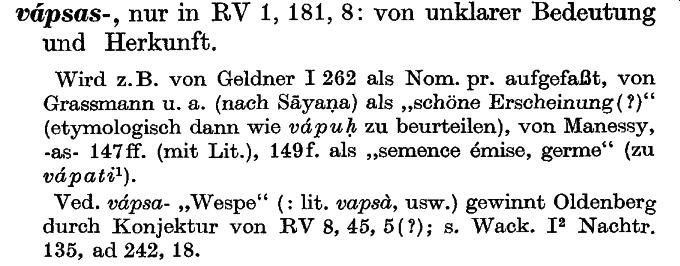 vápsas-, nur in RV 1, 181, 8: von unklarer Bedeutung
und Herkunft.
Wird z. B. von Geldner I 262 als Nom. pr. aufgefaßt, von
Grassmann u. a. (nach Sāyaṇa) als „schöne Erscheinung(?)“
(etymologisch dann wie vápuḥ zu beurteilen), von Manessy,
-as- 147ff. (mit Lit.), 149f. als „semence émise, germe“ (zu
vápati¹).
Ved. vápsa- „Wespe“ (: lit. vapsà, usw.) gewinnt Oldenberg
durch Konjektur von RV 8, 45, 5(?); s. Wack. I² Nachtr.
135, ad 242, 18.